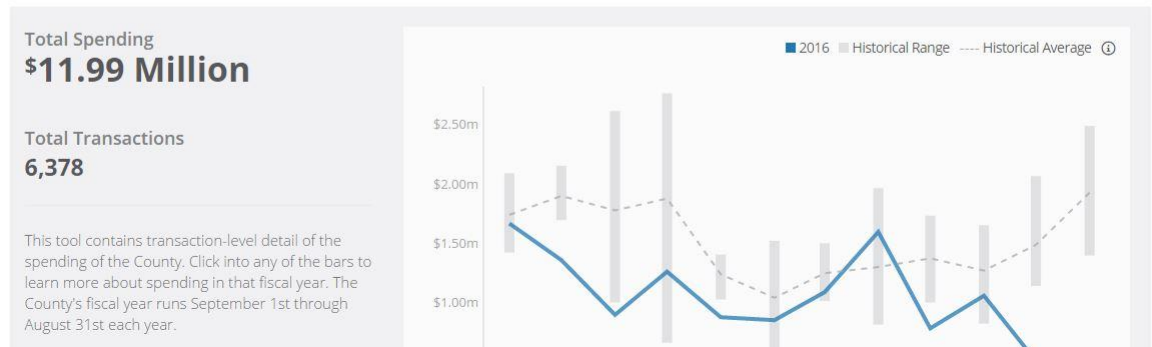 Total Spending
$11.99 Million
Total Transactions
6,378
This tool contains transaction-level detail of the
spending of the County. Click into any of the bars to
learn more about spending in that fiscal year. The
County's fiscal year runs September 1st through
August 31st each year.
2016 Historical Range Historical Average
$2.50m
$2.00m
$1.50m
$1.00m